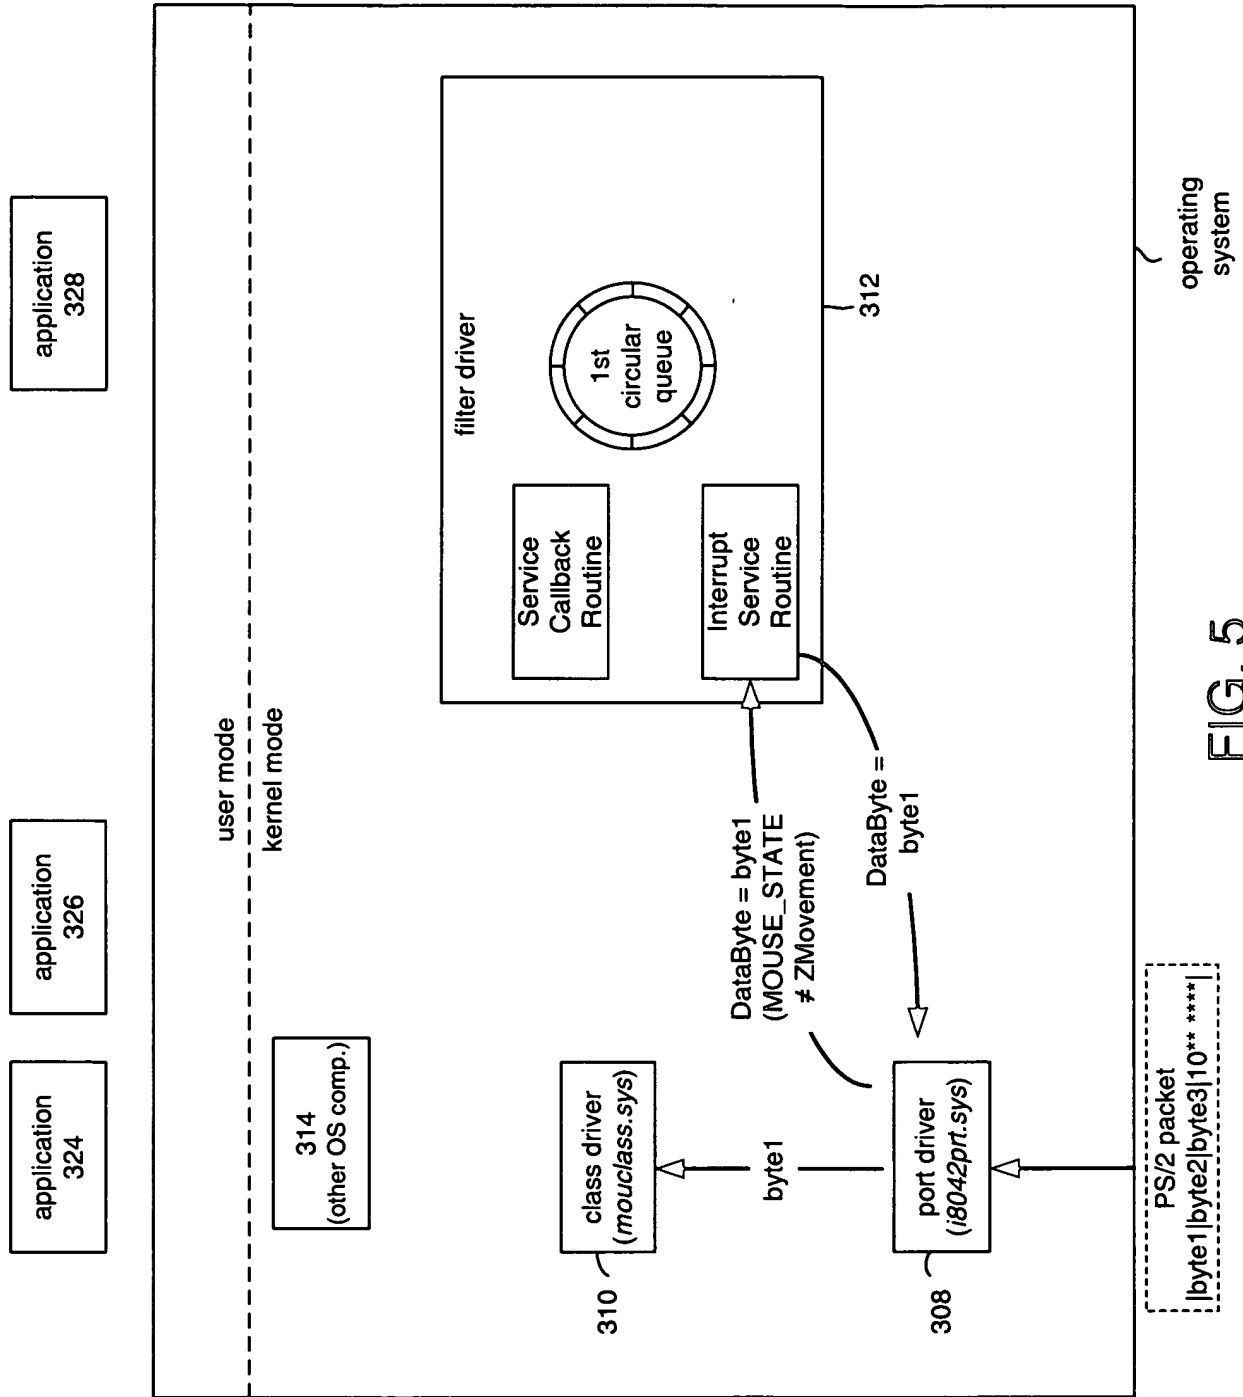 application
324
application
326
application
328
user mode
kernel mode
314
(other OS comp.)
filter driver
class driver
(mouclass.sys)
310
Service
Callback
Routine
1st
circular
queue
byte1
DataByte = byte1
(MOUSE_STATE
≠ ZMovement)
Interrupt
Service
Routine
312
DataByte =
byte1
port driver
(i8042prt.sys)
308
PS/2 packet
|byte1|byte2|byte3|10** ****|
operating
system
FIG. 5